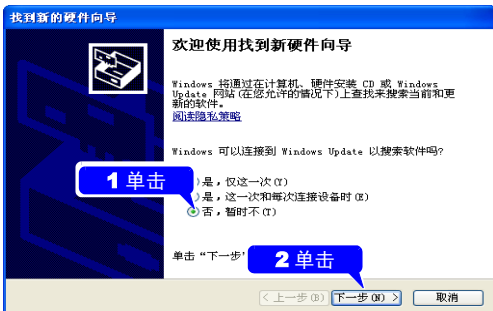 找到新的硬件向导
欢迎使用找到新硬件向导
Windows 将通过在计算机、硬件安装 CD 或 Windows
Update 网站(在您允许的情况下)上查找来搜索当前和更
新的软件。
阅读隐私策略
Windows 可以连接到 Windows Update 以搜索软件吗?
1 单击
是，仅这一次(Y)
是，这一次和每次连接设备时(E)
否，暂时不(T)
单击“下一步”
2 单击
< 上一步(B)
下一步(N) >
取消